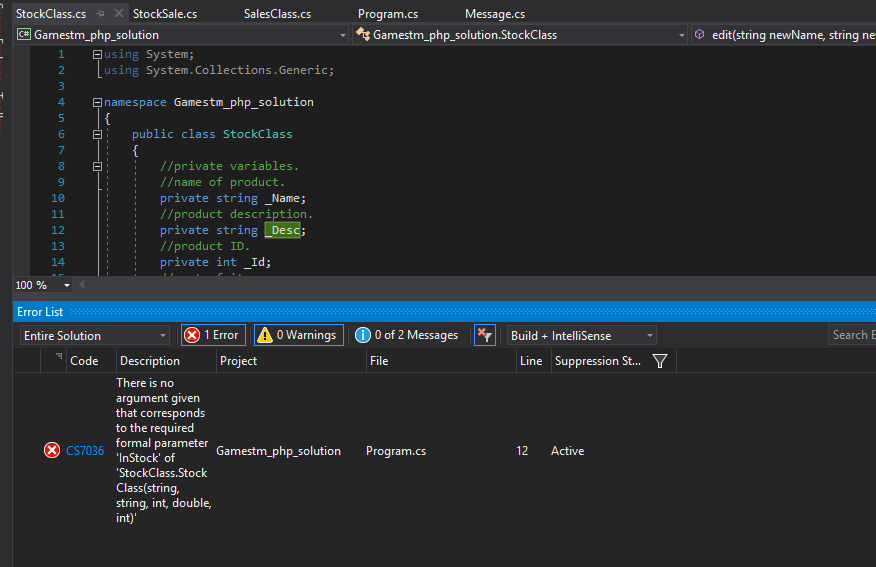 StockClass.cs StockSale.cs SalesClass.cs Program.cs Message.cs
C# Gamestm_php_solution Gamestm_php_solution.StockClass edit(string newName, string ne
1 using System;
2 using System.Collections.Generic;
3
4 namespace Gamestm_php_solution
5 {
6 public class StockClass
7 {
8 //private variables.
9 //name of product.
10 private string _Name;
11 //product description.
12 private string _Desc;
13 //product ID.
14 private int _Id;
100 %
Error List
Entire Solution 1 Error 0 Warnings 0 of 2 Messages Build + IntelliSense Search E
Code Description Project File Line Suppression St...
There is no
argument given
that corresponds
to the required
formal parameter
'InStock' of
CS7036 Gamestm_php_solution Program.cs 12 Active
'StockClass.Stock
Class(string,
string, int, double,
int)'